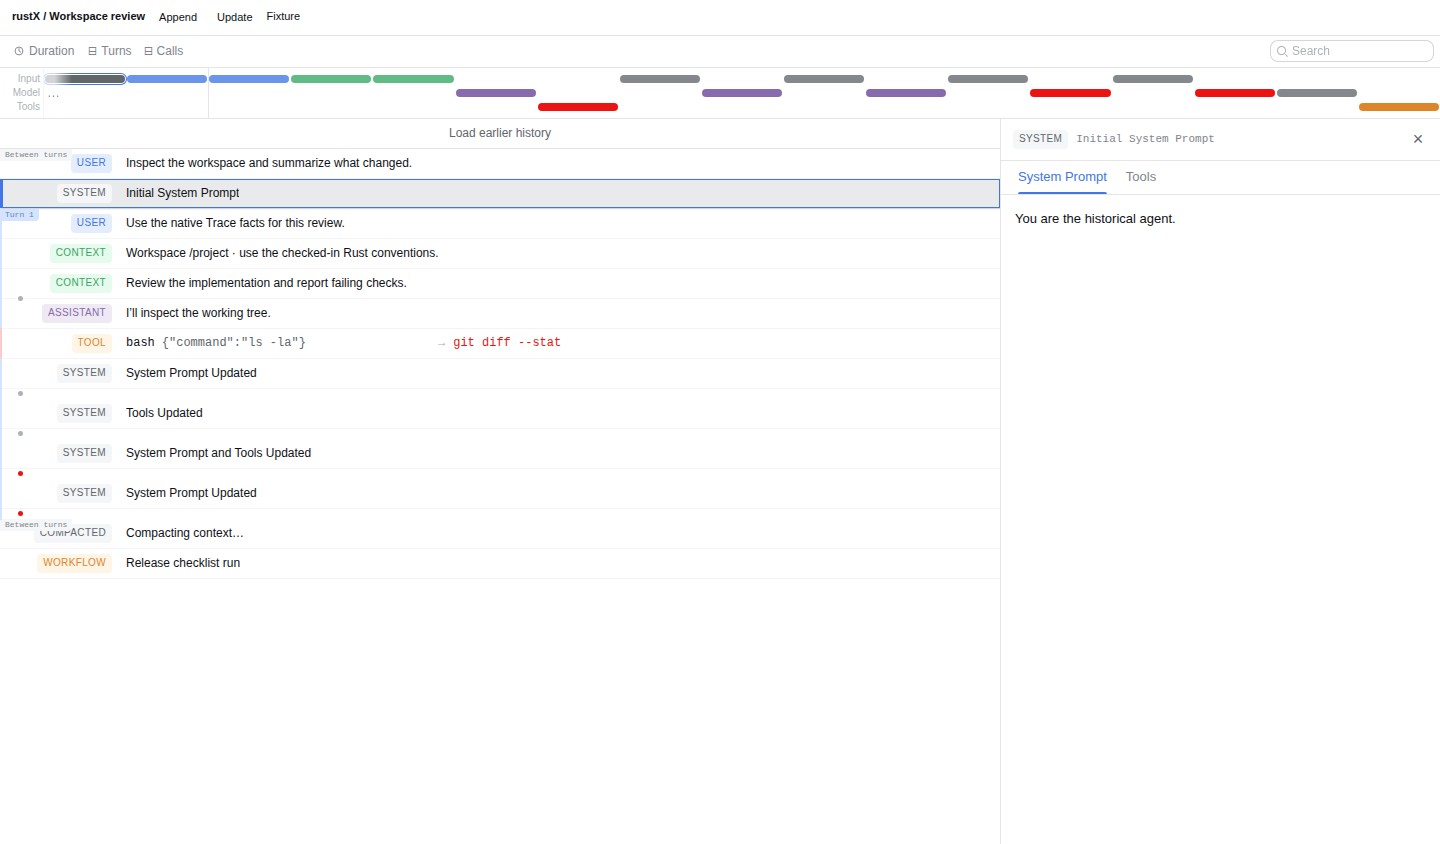 rustX / Workspace review Append Update Fixture
Duration Turns Calls Search
Input
Model ...
Tools
Load earlier history
SYSTEM Initial System Prompt ×
Between turns
USER Inspect the workspace and summarize what changed.
System Prompt Tools
SYSTEM Initial System Prompt
Turn 1
You are the historical agent.
USER Use the native Trace facts for this review.
CONTEXT Workspace /project · use the checked-in Rust conventions.
CONTEXT Review the implementation and report failing checks.
ASSISTANT I'll inspect the working tree.
TOOL bash {"command":"ls -la"} → git diff --stat
SYSTEM System Prompt Updated
SYSTEM Tools Updated
SYSTEM System Prompt and Tools Updated
SYSTEM System Prompt Updated
Between turns
COMPACTED Compacting context…
WORKFLOW Release checklist run